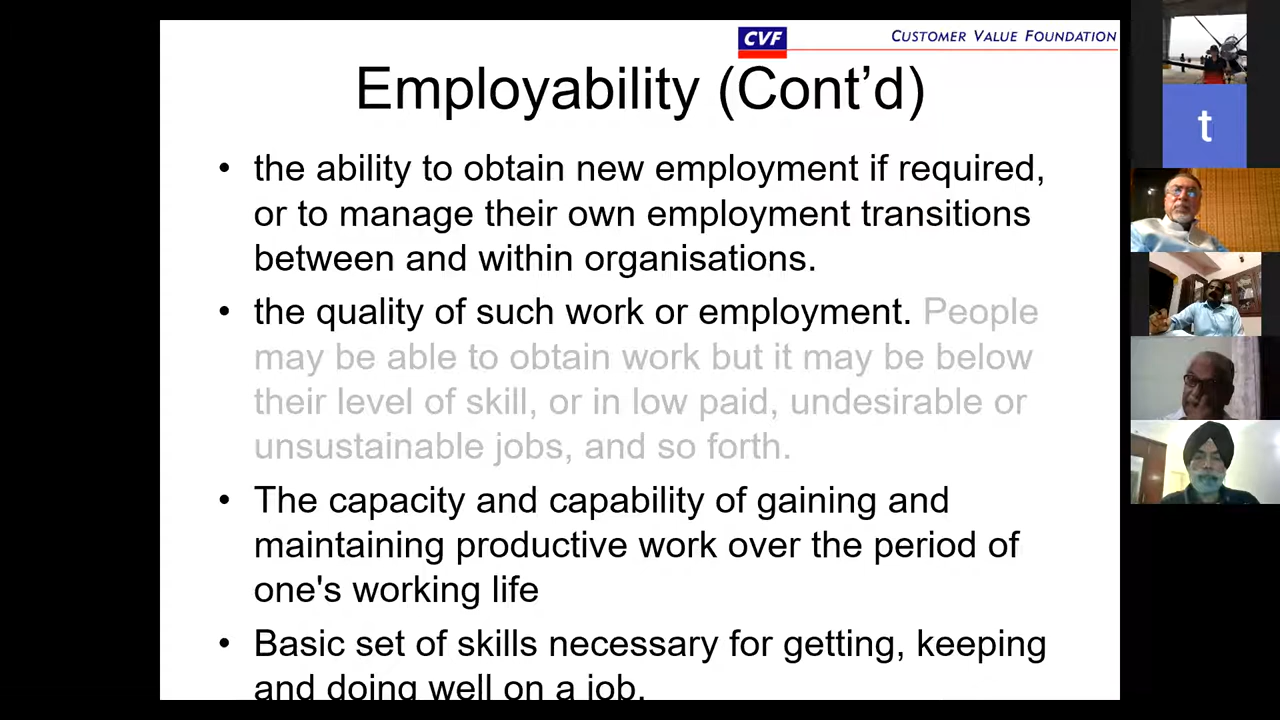 CVF
CUSTOMER VALUE FOUNDATION
Employability (Cont’d)
• the ability to obtain new employment if required,
or to manage their own employment transitions
between and within organisations.
• the quality of such work or employment. People
may be able to obtain work but it may be below
their level of skill, or in low paid, undesirable or
unsustainable jobs, and so forth.
• The capacity and capability of gaining and
maintaining productive work over the period of
one's working life
• Basic set of skills necessary for getting, keeping
and doing well on a job.
t